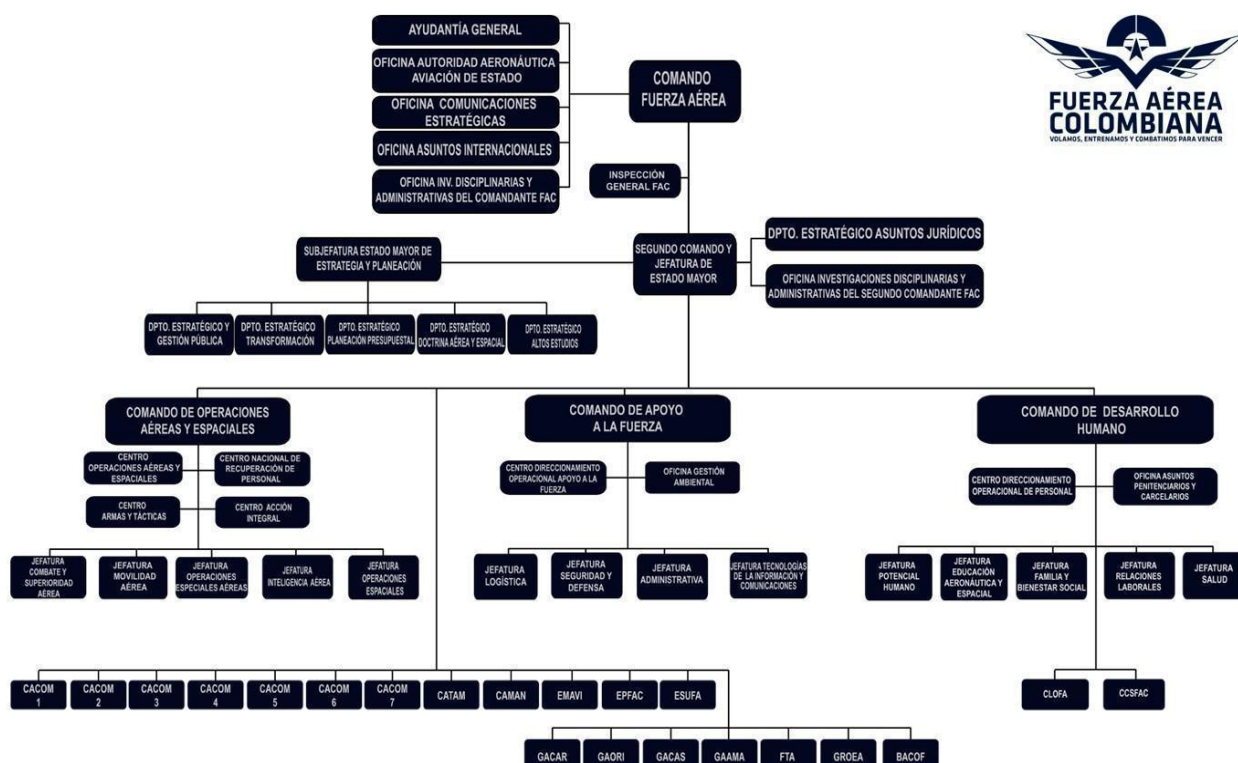 AYUDANTÍA GENERAL
OFICINA AUTORIDAD AERONÁUTICA
AVIACIÓN DE ESTADO
OFICINA COMUNICACIONES
ESTRATÉGICAS
OFICINA ASUNTOS INTERNACIONALES
OFICINA INV. DISCIPLINARIAS Y
ADMINISTRATIVAS DEL COMANDANTE FAC
COMANDO
FUERZA AÉREA
FUERZA AÉREA
COLOMBIANA
VOLAMOS, ENTRENAMOS Y COMBATIMOS PARA VENCER
INSPECCIÓN
GENERAL FAC
SUBJEFATURA ESTADO MAYOR DE
ESTRATEGIA Y PLANEACIÓN
SEGUNDO COMANDO Y
JEFATURA DE
ESTADO MAYOR
DPTO. ESTRATÉGICO ASUNTOS JURÍDICOS
OFICINA INVESTIGACIONES DISCIPLINARIAS Y
ADMINISTRATIVAS DEL SEGUNDO COMANDANTE FAC
DPTO. ESTRATÉGICO Y
GESTIÓN PÚBLICA
DPTO. ESTRATÉGICO
TRANSFORMACIÓN
DPTO. ESTRATÉGICO
PLANEACIÓN PRESUPUESTAL
DPTO. ESTRATÉGICO
DOCTRINA AÉREA Y ESPACIAL
DPTO. ESTRATÉGICO
ALTOS ESTUDIOS
COMANDO DE OPERACIONES
AÉREAS Y ESPACIALES
CENTRO
OPERACIONES AÉREAS Y
ESPACIALES
CENTRO NACIONAL DE
RECUPERACIÓN DE
PERSONAL
CENTRO
ARMAS Y TÁCTICAS
CENTRO ACCIÓN
INTEGRAL
JEFATURA
COMBATE Y
SUPERIORIDAD
AÉREA
JEFATURA
MOVILIDAD
AÉREA
JEFATURA
OPERACIONES
ESPECIALES AÉREAS
JEFATURA
INTELIGENCIA AÉREA
JEFATURA
OPERACIONES
ESPACIALES
COMANDO DE APOYO
A LA FUERZA
CENTRO DIRECCIONAMIENTO
OPERACIONAL APOYO A LA
FUERZA
OFICINA GESTIÓN
AMBIENTAL
JEFATURA
LOGÍSTICA
JEFATURA
SEGURIDAD Y
DEFENSA
JEFATURA
ADMINISTRATIVA
JEFATURA TECNOLOGÍAS
DE LA INFORMACIÓN Y
COMUNICACIONES
COMANDO DE DESARROLLO
HUMANO
CENTRO DIRECCIONAMIENTO
OPERACIONAL DE PERSONAL
OFICINA ASUNTOS
PENITENCIARIOS Y
CARCELARIOS
JEFATURA
POTENCIAL
HUMANO
JEFATURA
EDUCACIÓN
AERONÁUTICA Y
ESPACIAL
JEFATURA
FAMILIA Y
BIENESTAR SOCIAL
JEFATURA
RELACIONES
LABORALES
JEFATURA
SALUD
CLOFA
CCSFAC
CACOM
1
CACOM
2
CACOM
3
CACOM
4
CACOM
5
CACOM
6
CACOM
7
CATAM
CAMAN
EMAVI
EPFAC
ESUFA
GACAR
GAORI
GACAS
GAAMA
FTA
GROEA
BACOF